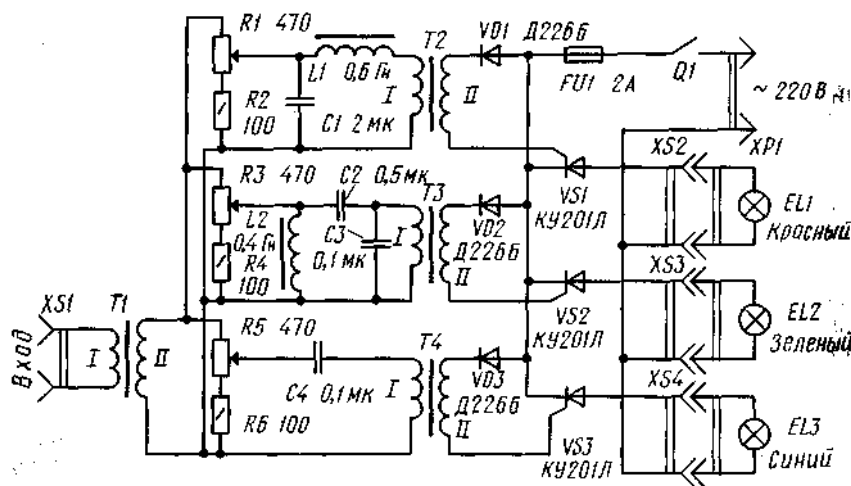 R1 470
T2
VD1 Д226Б
L1 0,6 Гн
I
II
FU1 2A
Q1
~ 220 В
R2
100
C1 2 мк
XS2
XP1
R3 470
C2 0,5 мк
T3
VS1
КУ201Л
EL1
Красный
L2
0,4 Гн
C3
0,1 мк
I
VD2
Д226Б
II
R4
100
XS3
VS2
КУ201Л
EL2
Зеленый
XS1
T1
R5 470
T4
Вход
I
II
C4 0,1 мк
I
VD3
Д226Б
II
XS4
R6 100
VS3
КУ201Л
EL3
Синий